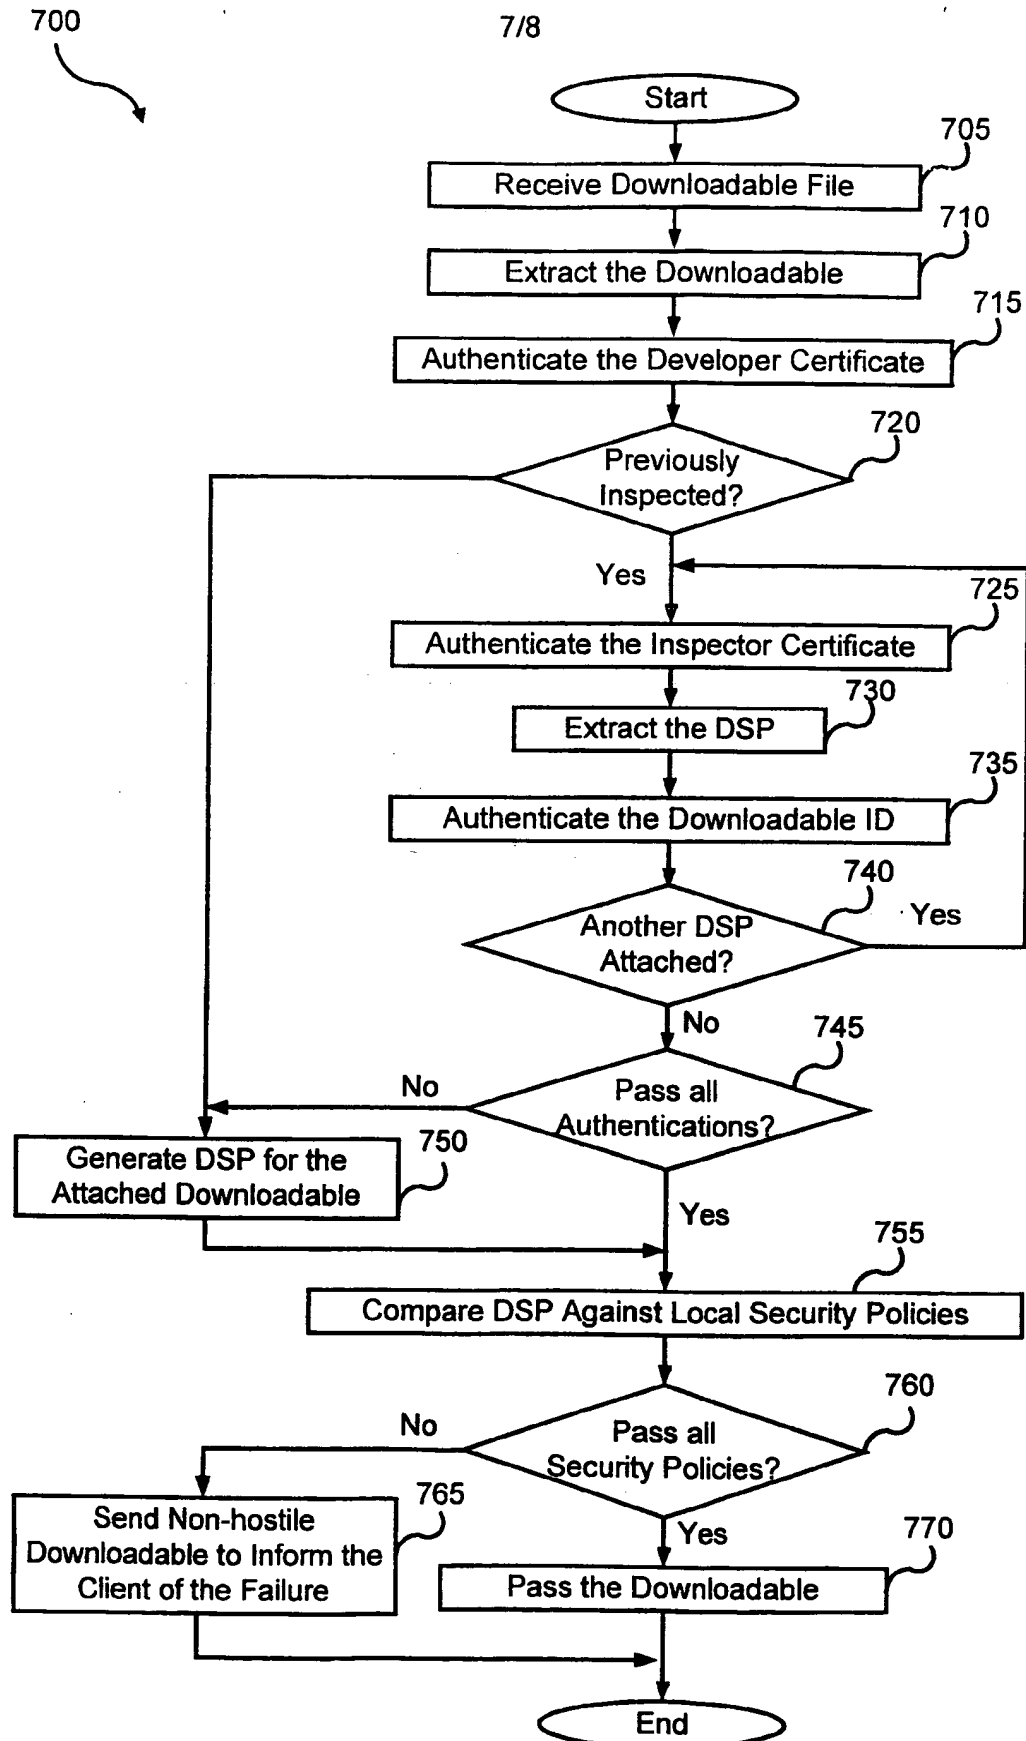 700
7/8
Start
705
Receive Downloadable File
710
Extract the Downloadable
715
Authenticate the Developer Certificate
720
Previously
Inspected?
Yes
725
Authenticate the Inspector Certificate
730
Extract the DSP
735
Authenticate the Downloadable ID
740
Another DSP
Attached?
Yes
No
745
Pass all
Authentications?
No
750
Generate DSP for the
Attached Downloadable
Yes
755
Compare DSP Against Local Security Policies
760
Pass all
Security Policies?
No
765
Send Non-hostile
Downloadable to Inform the
Client of the Failure
Yes
770
Pass the Downloadable
End